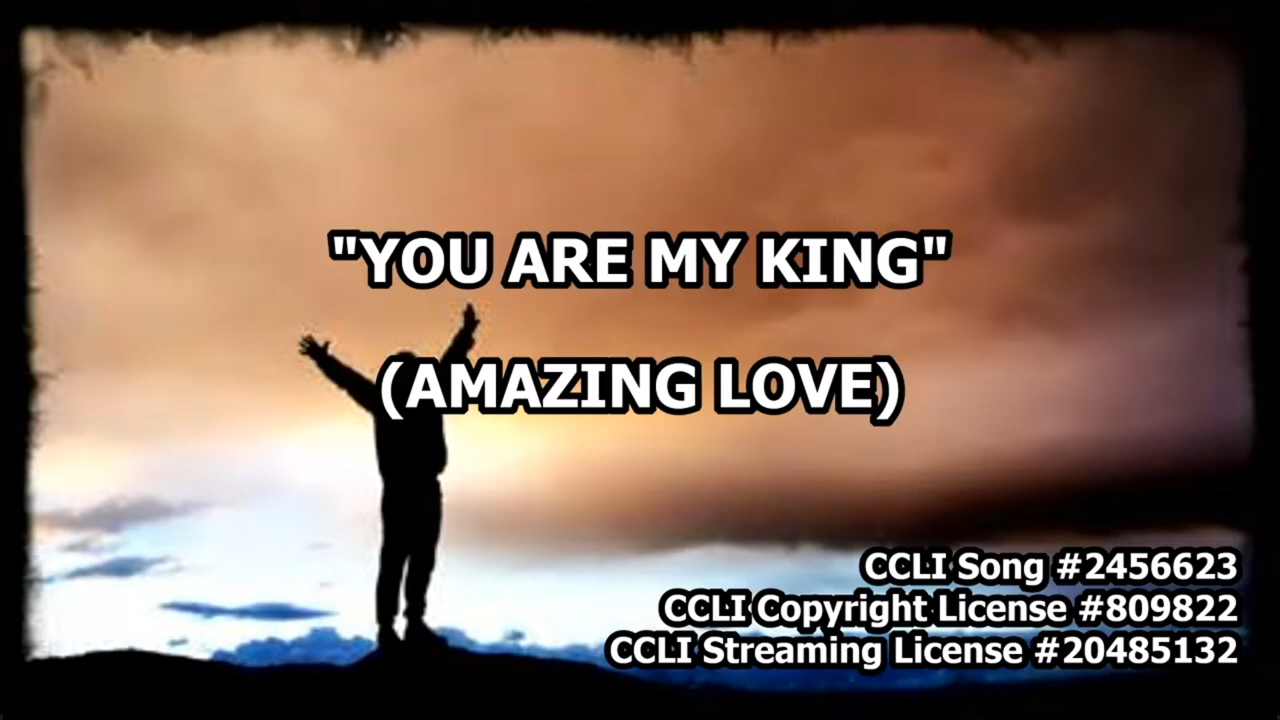 "YOU ARE MY KING"
(AMAZING LOVE)
CCLI Song #2456623
CCLI Copyright License #809822
CCLI Streaming License #20485132